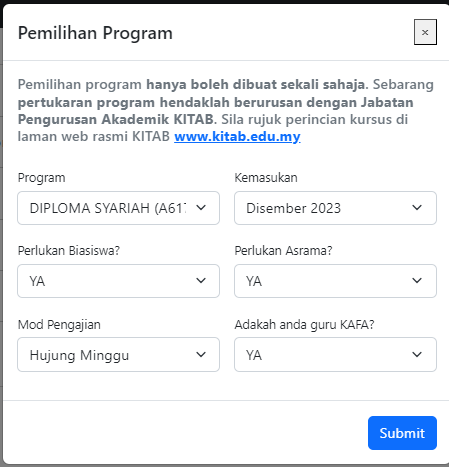 Pemilihan Program
×
Pemilihan program hanya boleh dibuat sekali sahaja. Sebarang
pertukaran program hendaklah berurusan dengan Jabatan
Pengurusan Akademik KITAB. Sila rujuk perincian kursus di
laman web rasmi KITAB www.kitab.edu.my
Program
Kemasukan
DIPLOMA SYARIAH (A617
Disember 2023
Perlukan Biasiswa?
Perlukan Asrama?
YA
YA
Mod Pengajian
Adakah anda guru KAFA?
Hujung Minggu
YA
Submit